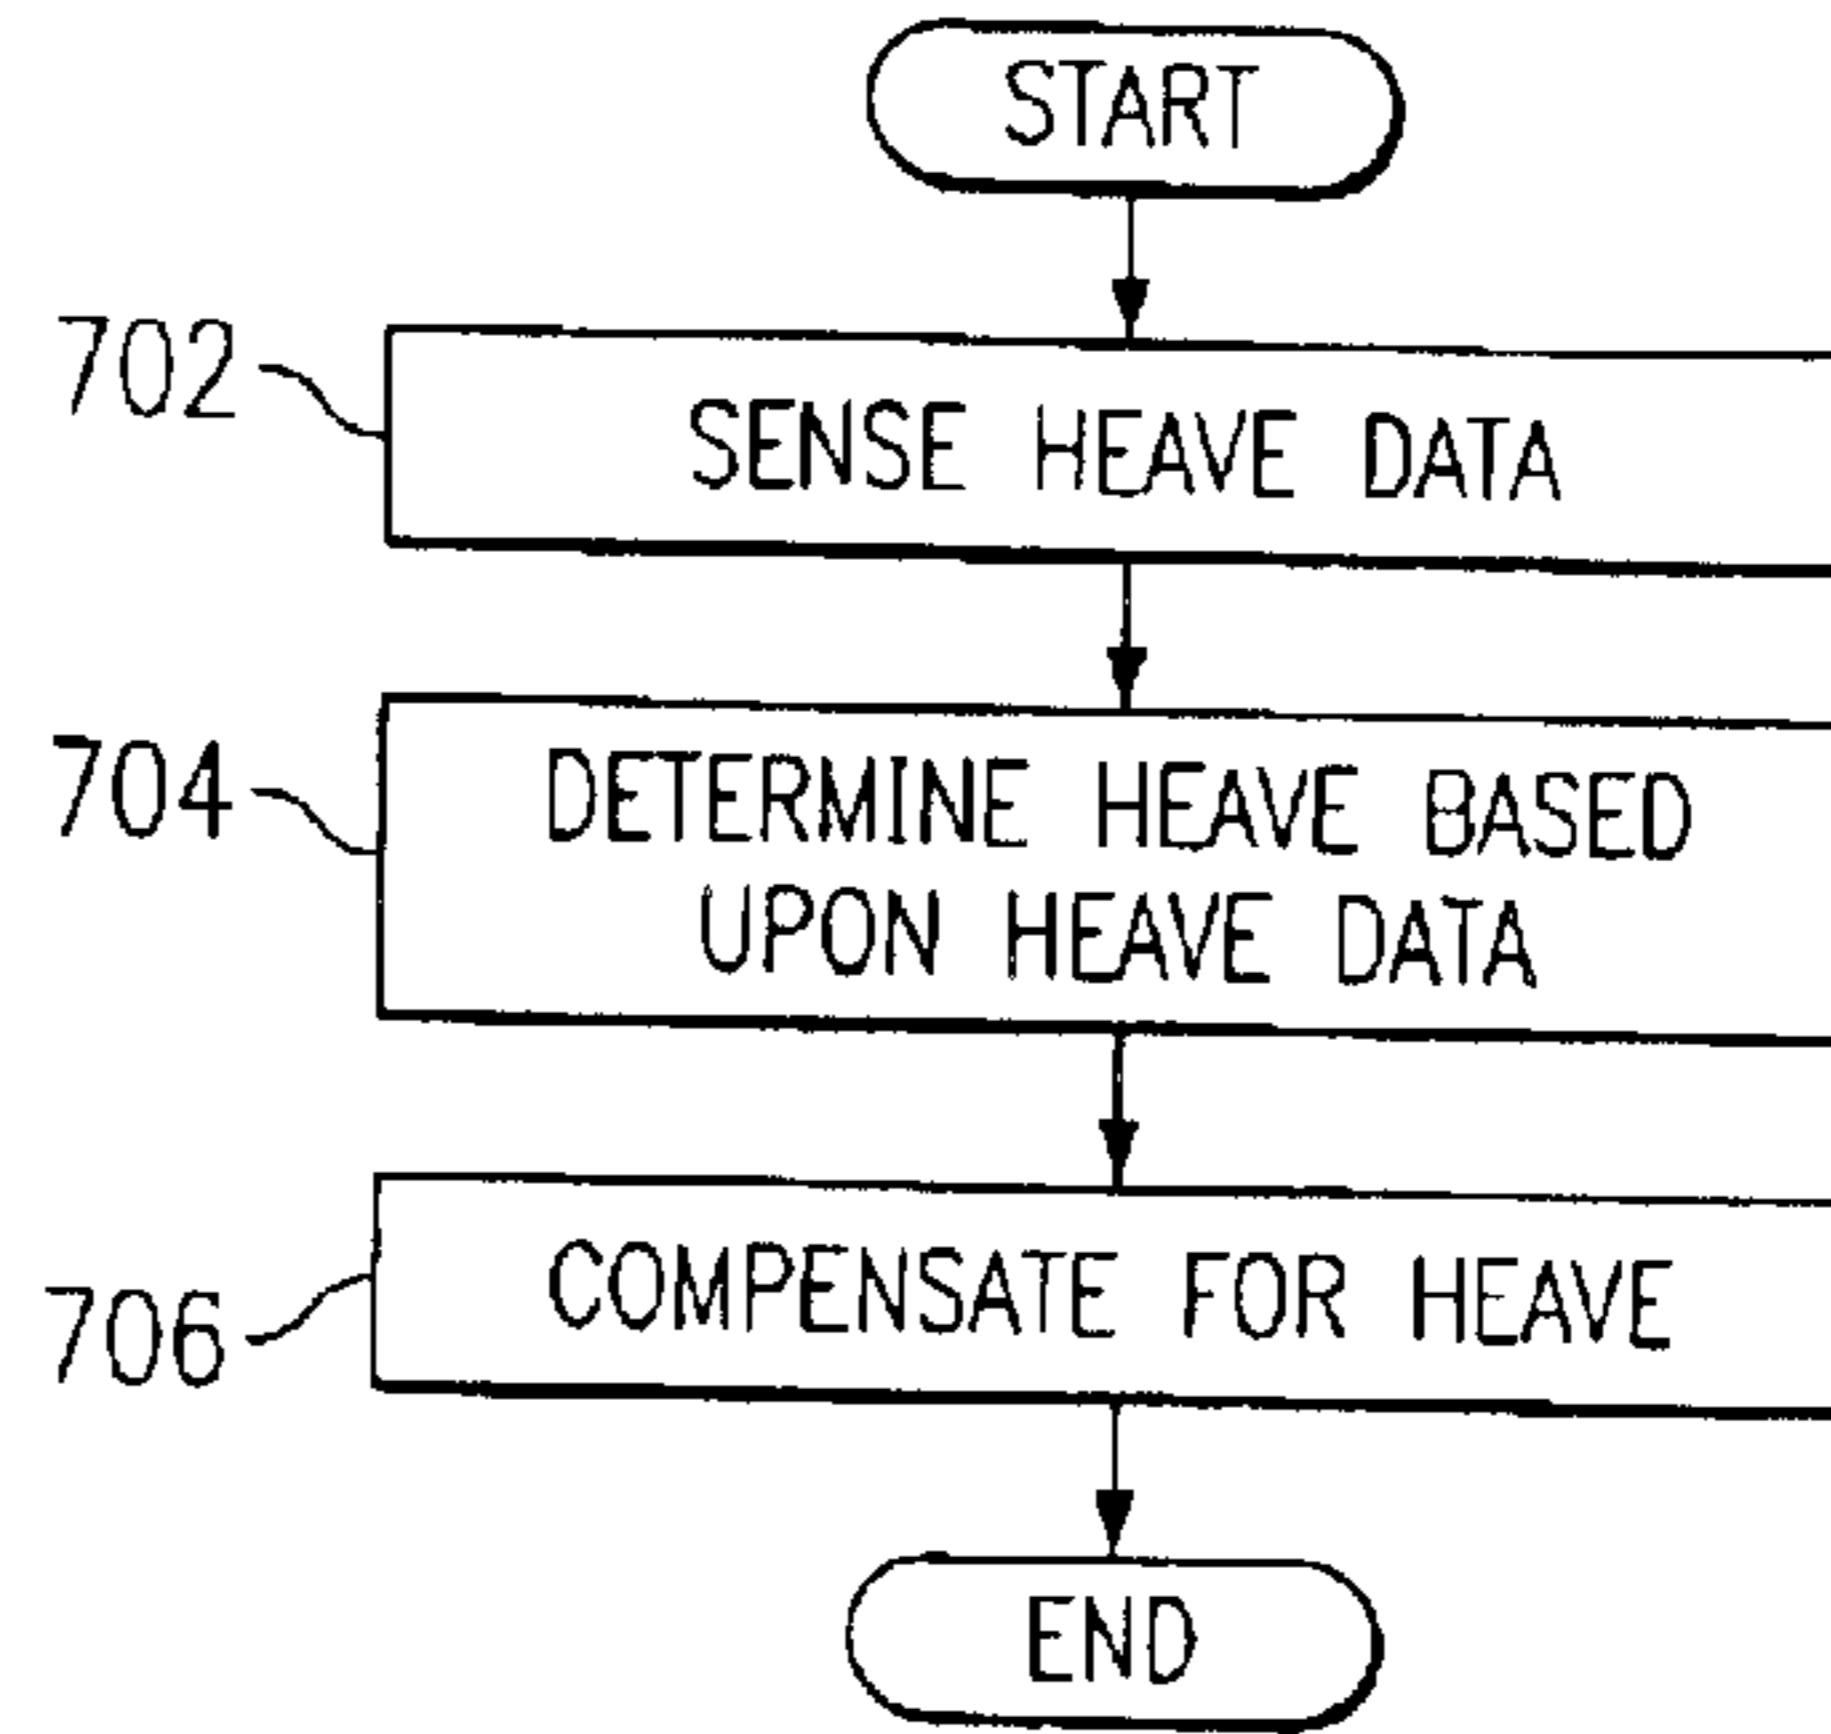 START
702
SENSE HEAVE DATA
704
DETERMINE HEAVE BASED
UPON HEAVE DATA
706
COMPENSATE FOR HEAVE
END